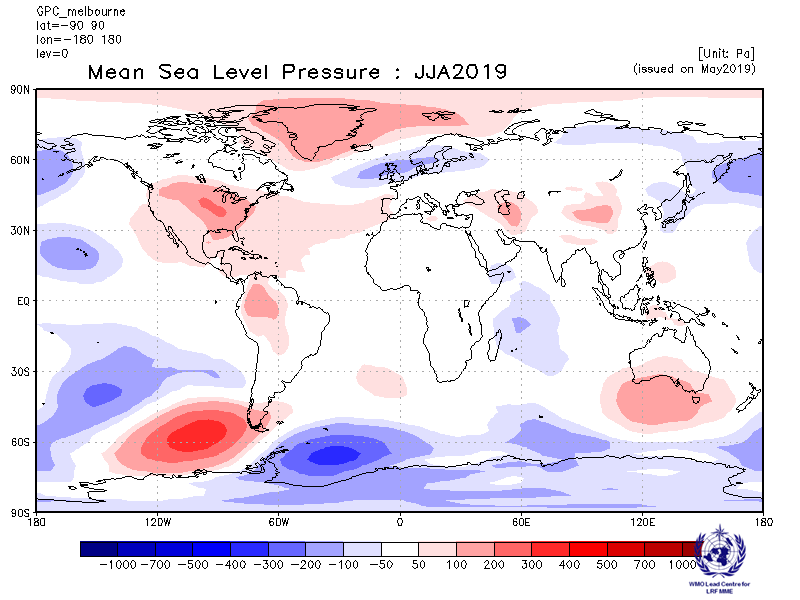 GPC_melbourne
lat=-90 90
lon=-180 180
lev=0
[Unit: Pa]
Mean Sea Level Pressure : JJA2019
(issued on May2019)
90N
60N
30N
EQ
30S
60S
90S
180 120W 60W 0 60E 120E 180
-1000 -700 -500 -400 -300 -200 -100 -50 50 100 200 300 400 500 700 1000
WMO Lead Centre for
LRF MME